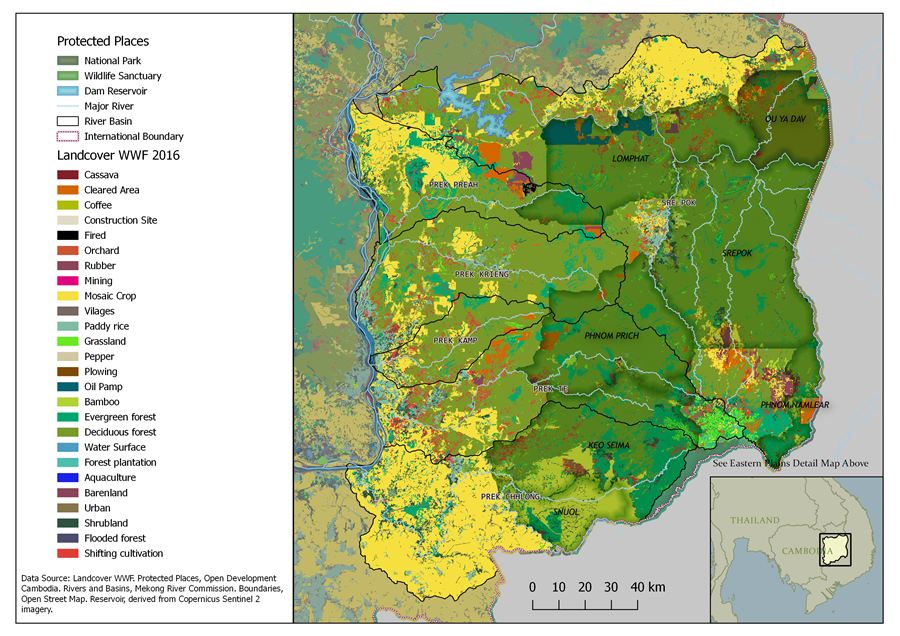 Protected Places
National Park
Wildlife Sanctuary
Dam Reservoir
Major River
River Basin
International Boundary
Landcover WWF 2016
Cassava
Cleared Area
Coffee
Construction Site
Fired
Orchard
Rubber
Mining
Mosaic Crop
Vilages
Paddy rice
Grassland
Pepper
Plowing
Oil Pamp
Bamboo
Evergreen forest
Deciduous forest
Water Surface
Forest plantation
Aquaculture
Barenland
Urban
Shrubland
Flooded forest
Shifting cultivation
Data Source: Landcover WWF. Protected Places, Open Development
Cambodia. Rivers and Basins, Mekong River Commission. Boundaries,
Open Street Map. Reservoir, derived from Copernicus Sentinel 2
imagery.
OU YA DAV
LOMPHAT
PREK PREAH
SRE POK
SREPOK
PREK KRIENG
PHNOM PRICH
PREK KAMP
PREK TE
PHNOM NAMLEAR
KEO SEIMA
See Eastern Plains Detail Map Above
PREK CHHLONG
SNUOL
THAILAND
CAMBODIA
0 10 20 30 40 km